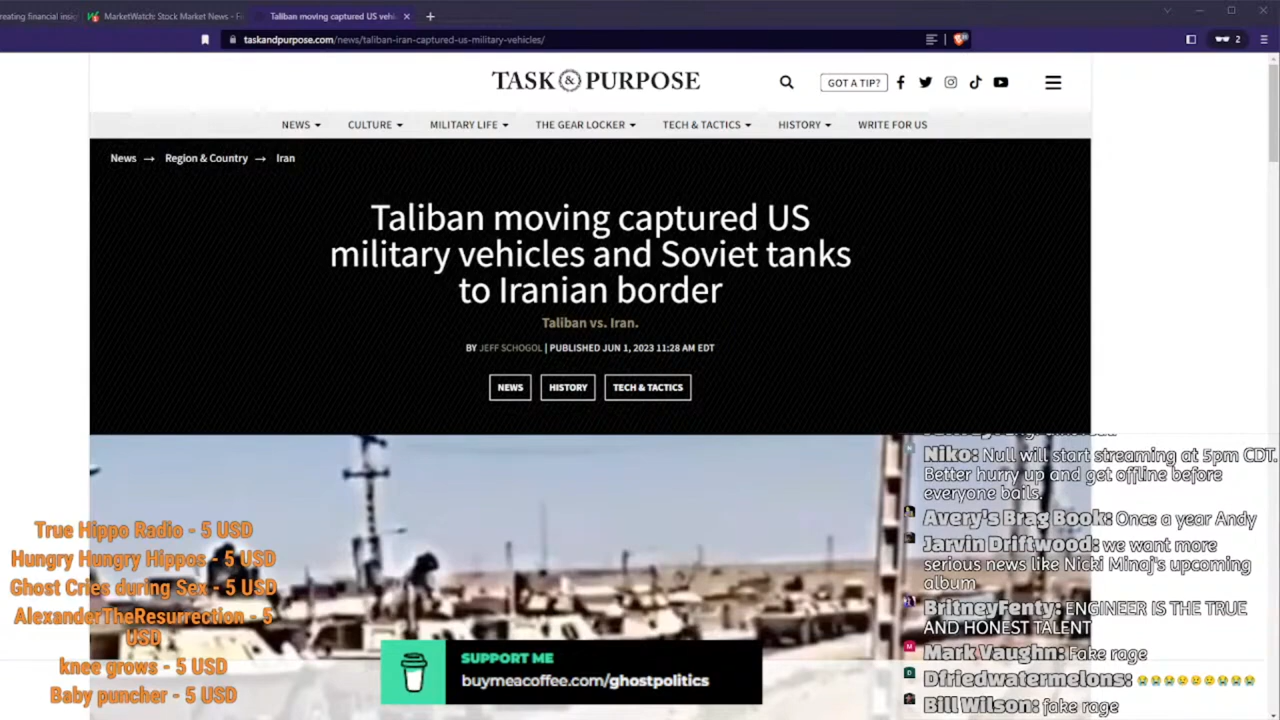 reating financial insig
MarketWatch: Stock Market News - F
Taliban moving captured US vehi
taskandpurpose.com/news/taliban-iran-captured-us-military-vehicles/
2
TASK & PURPOSE
GOT A TIP?
NEWS
CULTURE
MILITARY LIFE
THE GEAR LOCKER
TECH & TACTICS
HISTORY
WRITE FOR US
News → Region & Country → Iran
Taliban moving captured US
military vehicles and Soviet tanks
to Iranian border
Taliban vs. Iran.
BY JEFF SCHOGOL | PUBLISHED JUN 1, 2023 11:28 AM EDT
NEWS
HISTORY
TECH & TACTICS
True Hippo Radio - 5 USD
Hungry Hungry Hippos - 5 USD
Ghost Cries during Sex - 5 USD
AlexanderTheResurrection - 5
USD
knee grows - 5 USD
Baby puncher - 5 USD
SUPPORT ME
buymeacoffee.com/ghostpolitics
Niko: Null will start streaming at 5pm CDT.
Better hurry up and get offline before
everyone bails.
Avery's Brag Book: Once a year Andy
Jarvin Driftwood: we want more
serious news like Nicki Minaj's upcoming
album
BritneyFenty: ENGINEER IS THE TRUE
AND HONEST TALENT
Mark Vaughn: Fake rage
Dfriedwatermelons:
Bill Wilson: fake rage